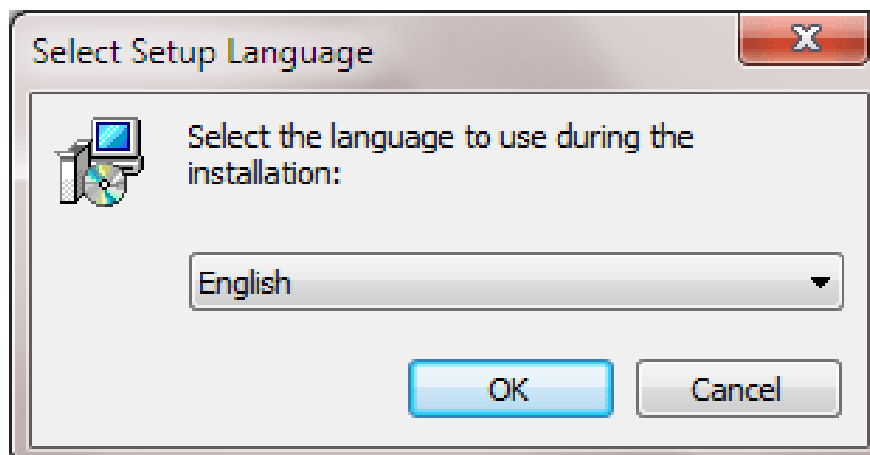 Select Setup Language
Select the language to use during the
installation:
English
OK
Cancel